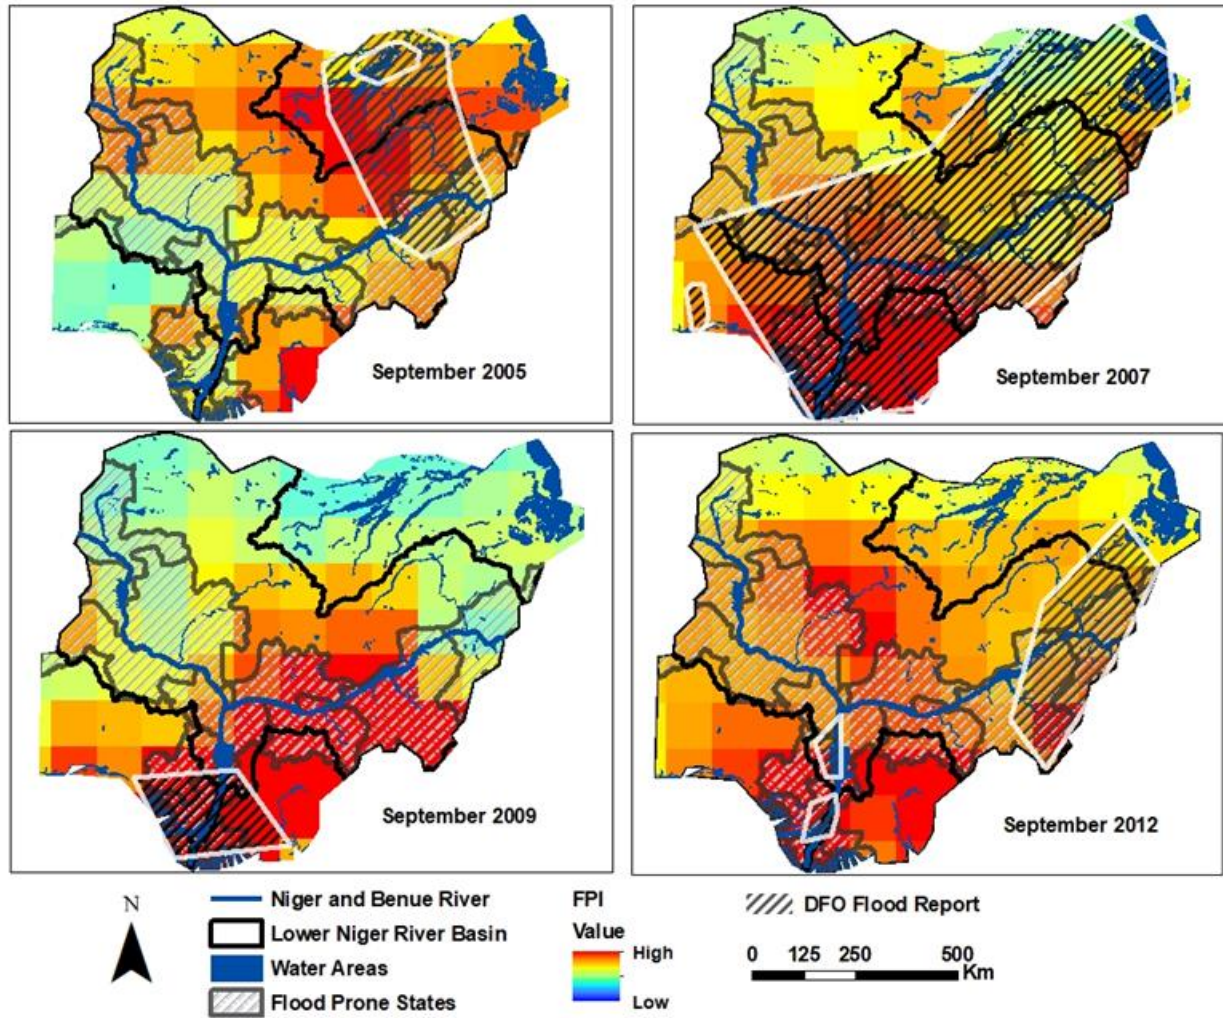 September 2005
September 2007
September 2009
September 2012
N
Niger and Benue River
Lower Niger River Basin
Water Areas
Flood Prone States
FPI
Value
High
Low
DFO Flood Report
0 125 250 500
Km